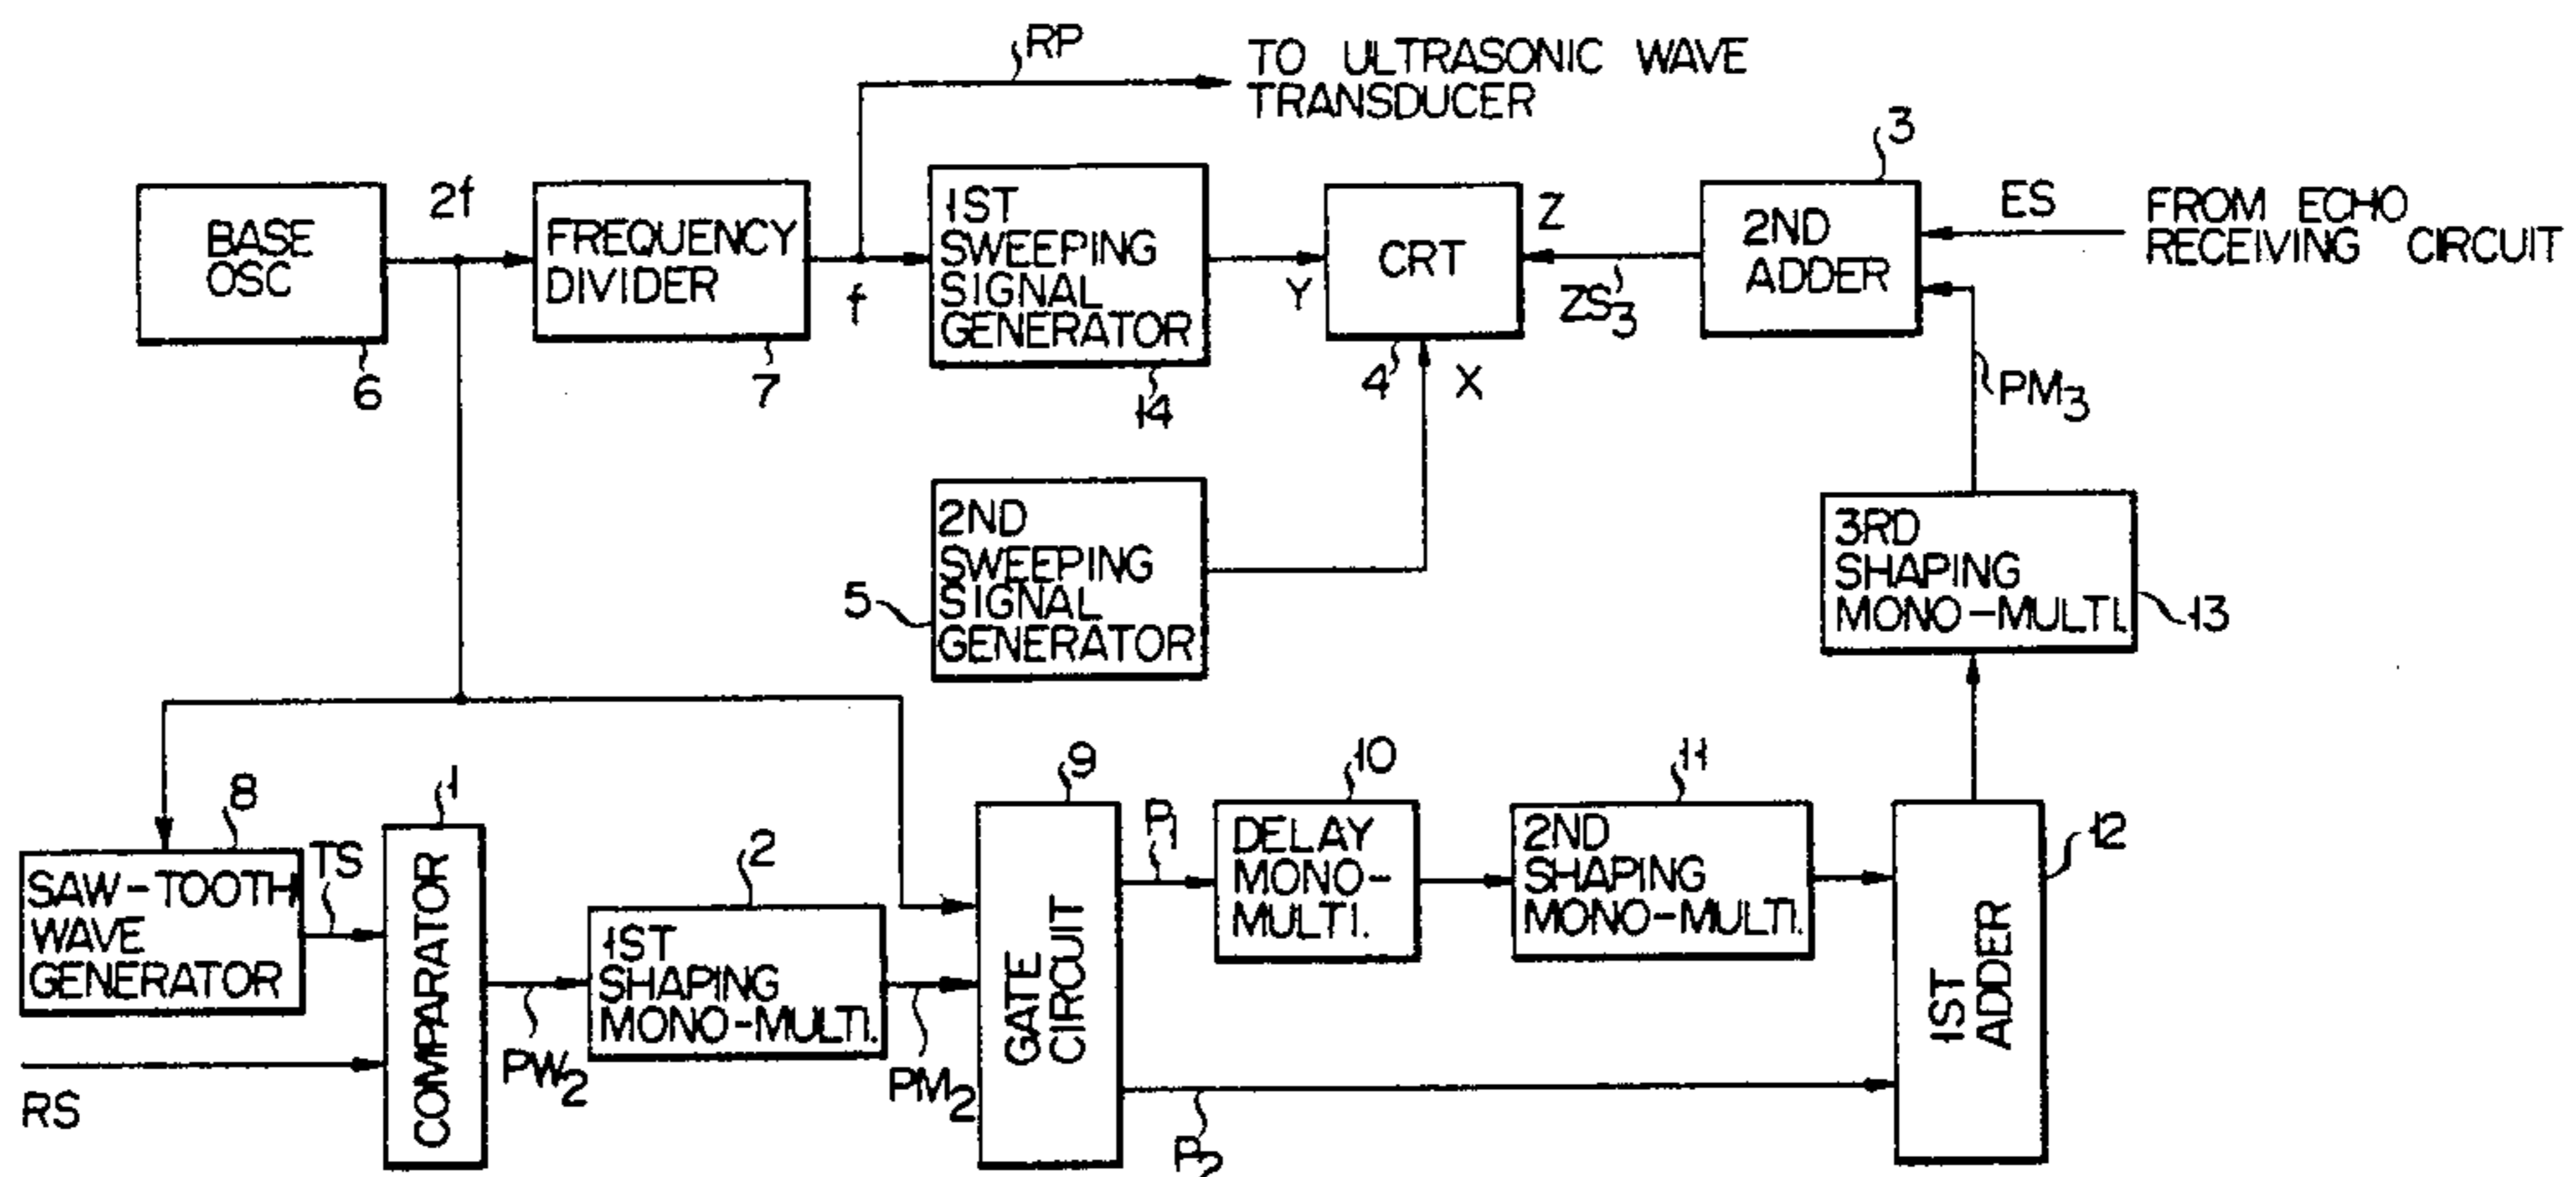 RP
TO ULTRASONIC WAVE
TRANSDUCER
BASE
OSC
6
2f
FREQUENCY
DIVIDER
7
f
1ST
SWEEPING
SIGNAL
GENERATOR
14
Y
CRT
4
X
Z
ZS3
2ND
ADDER
3
ES
FROM ECHO
RECEIVING CIRCUIT
PM3
2ND
SWEEPING
SIGNAL
GENERATOR
5
3RD
SHAPING
MONO-MULTI.
13
SAW-TOOTH
WAVE
GENERATOR
8
TS
RS
COMPARATOR
1
PW2
1ST
SHAPING
MONO-MULTI.
2
PM2
GATE
CIRCUIT
9
P1
DELAY
MONO-
MULTI.
10
2ND
SHAPING
MONO-MULTI.
11
P2
1ST
ADDER
12